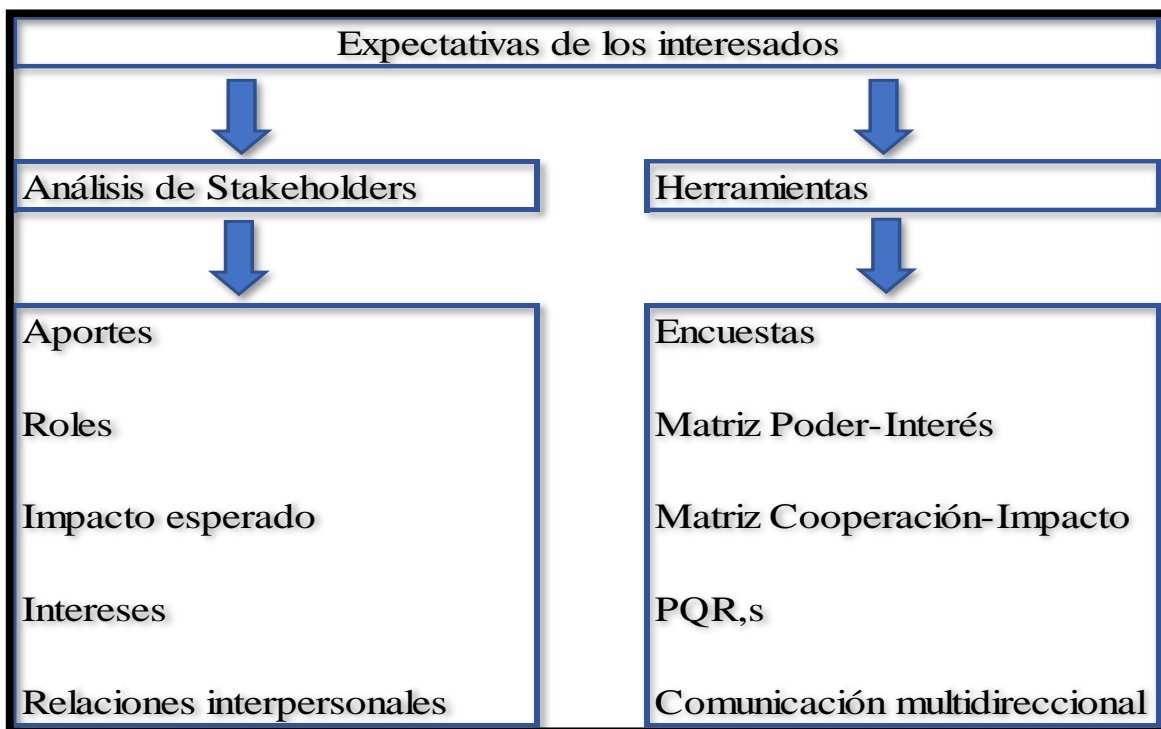 Expectativas de los interesados
Análisis de Stakeholders
Herramientas
Aportes
Roles
Impacto esperado
Intereses
Relaciones interpersonales
Encuestas
Matriz Poder-Interés
Matriz Cooperación-Impacto
PQR,s
Comunicación multidireccional